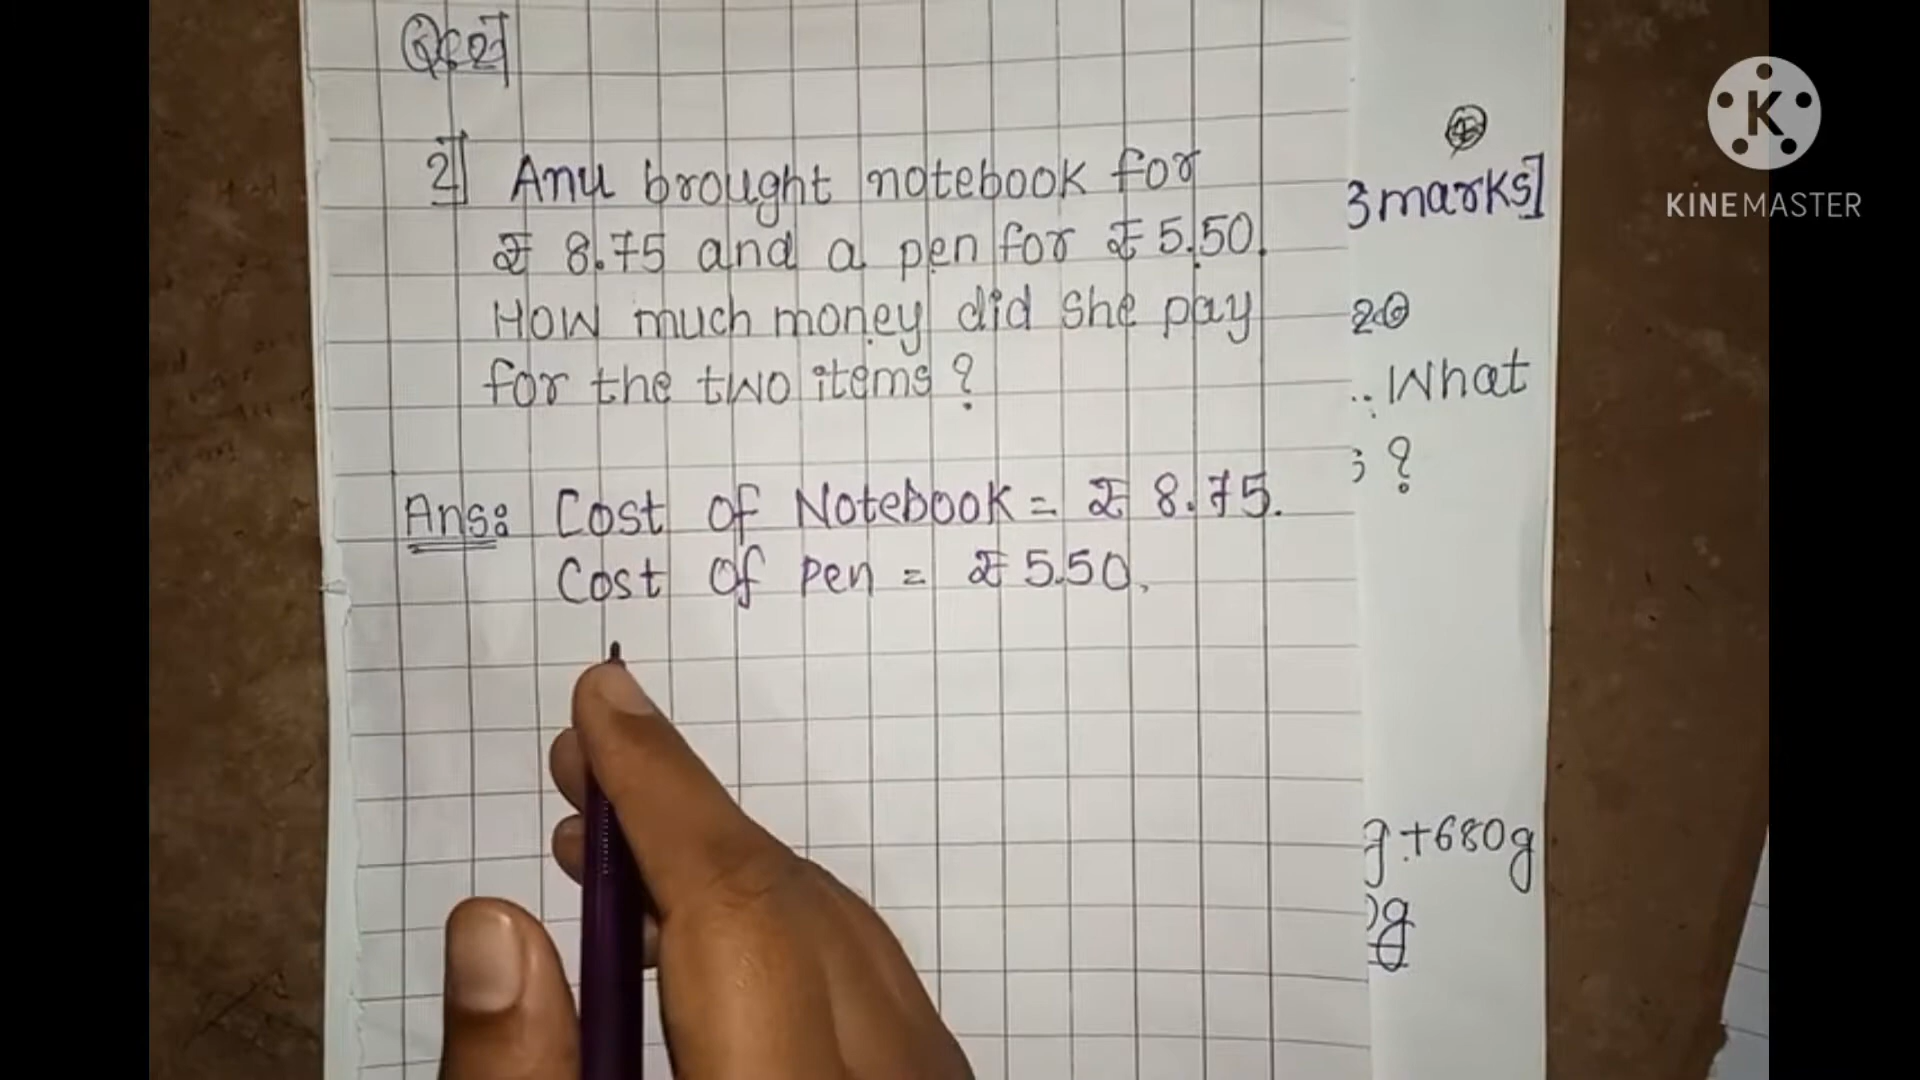 2] Anu brought notebook for
₹ 8.75 and a pen for ₹ 5.50.
How much money did she pay
for the two items ?
Ans: Cost of Notebook = ₹ 8.75.
Cost of pen = ₹ 5.50.
3 marks]
.. What
; ?
g + 680g
g
KINEMASTER